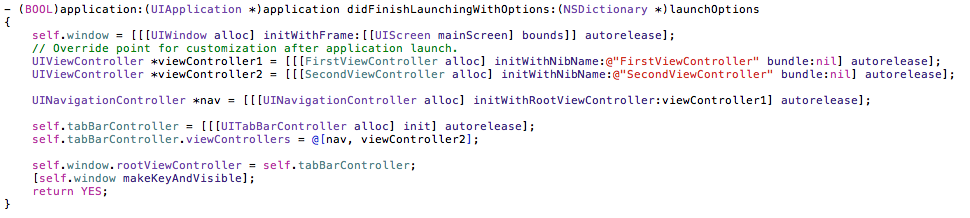 - (BOOL)application:(UIApplication *)application didFinishLaunchingWithOptions:(NSDictionary *)launchOptions
{
    self.window = [[[UIWindow alloc] initWithFrame:[[UIScreen mainScreen] bounds]] autorelease];
    // Override point for customization after application launch.
    UIViewController *viewController1 = [[[FirstViewController alloc] initWithNibName:@"FirstViewController" bundle:nil] autorelease];
    UIViewController *viewController2 = [[[SecondViewController alloc] initWithNibName:@"SecondViewController" bundle:nil] autorelease];
    UINavigationController *nav = [[[UINavigationController alloc] initWithRootViewController:viewController1] autorelease];
    self.tabBarController = [[[UITabBarController alloc] init] autorelease];
    self.tabBarController.viewControllers = @[nav, viewController2];
    self.window.rootViewController = self.tabBarController;
    [self.window makeKeyAndVisible];
    return YES;
}